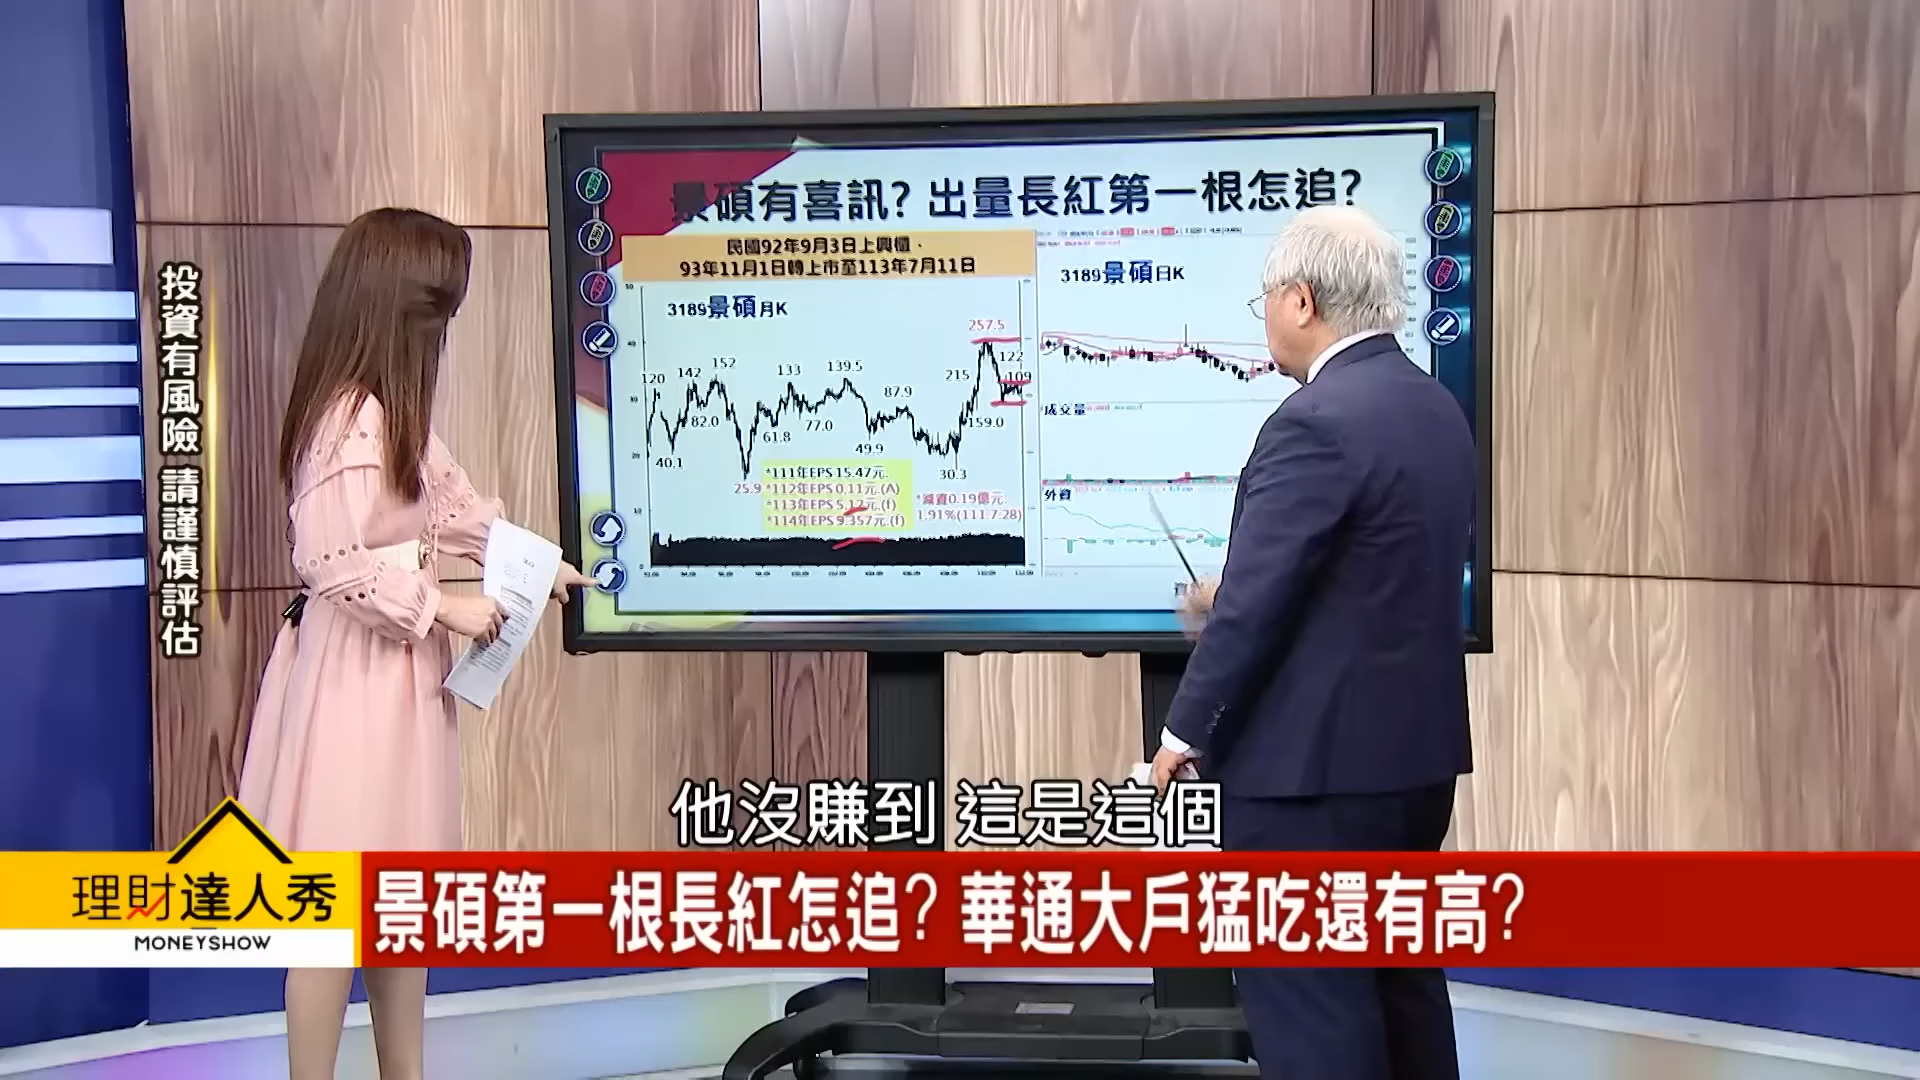 景碩有喜訊? 出量長紅第一根怎追?
民國92年9月3日上興櫃、
93年11月1日轉上市至113年7月11日
3189景碩月K
3189景碩日K
257.5
122
109
120
142
152
133
139.5
215
87.9
82.0
61.8
77.0
159.0
40.1
49.9
30.3
25.9
*111年EPS 15.47元.
*112年EPS 0.11元.(A)
*113年EPS 5.12元.(f)
*114年EPS 9.357元.(f)
*減資0.19億元.
1.91%(111.7.28)
成交量
外資
投資有風險 請謹慎評估
他沒賺到 這是這個
理財達人秀
MONEYSHOW
景碩第一根長紅怎追? 華通大戶猛吃還有高?